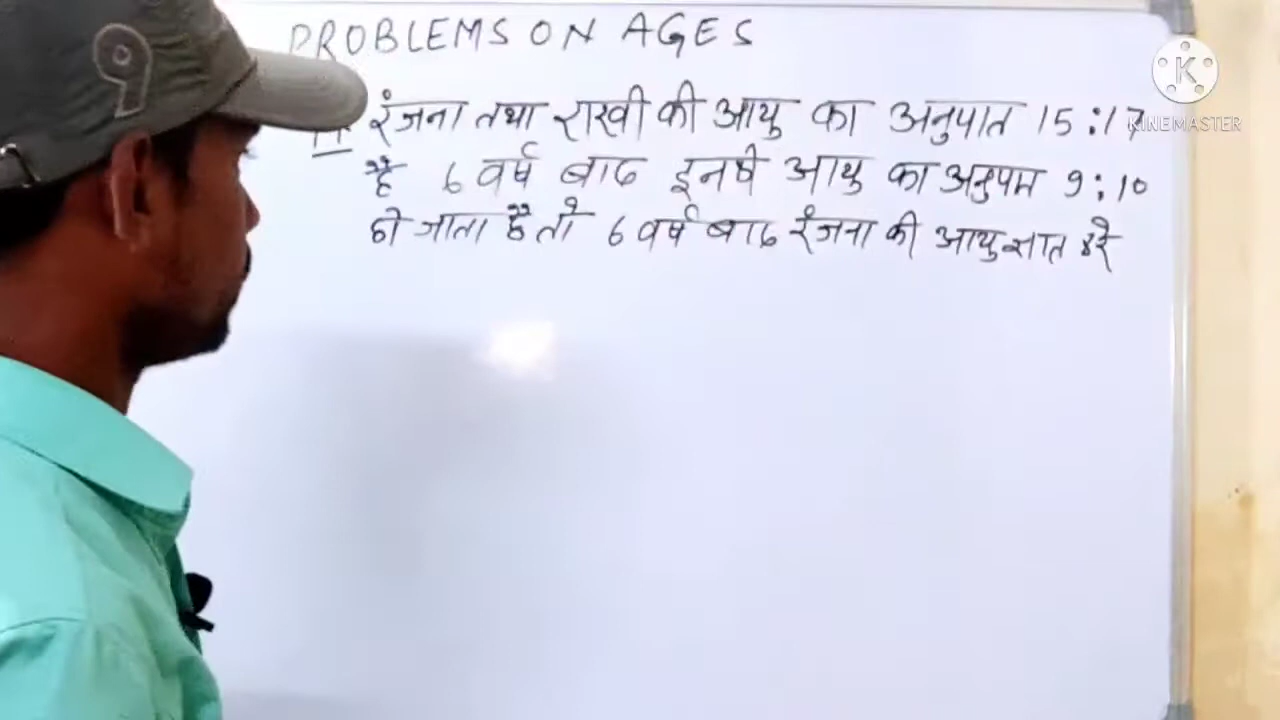 PROBLEMS ON AGES
रंजना तथा राखी की आयु का अनुपात 15:17
है 6 वर्ष बाद इनके आयु का अनुपात 9:10
हो जाता है तो 6 वर्ष बाद रंजना की आयु ज्ञात करे
9
K
KINEMASTER